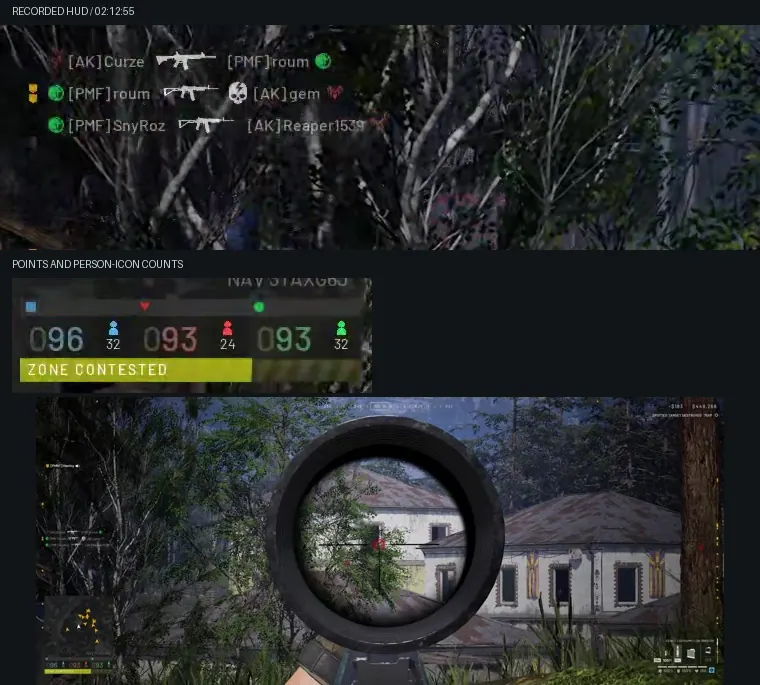 RECORDED HUD / 02:12:55
[AK]Curze [PMF]roum
[PMF]roum [AK]gem
[PMF]SnyRoz [AK]Reaper1539
POINTS AND PERSON-ICON COUNTS
096 32 093 24 093 32
ZONE CONTESTED